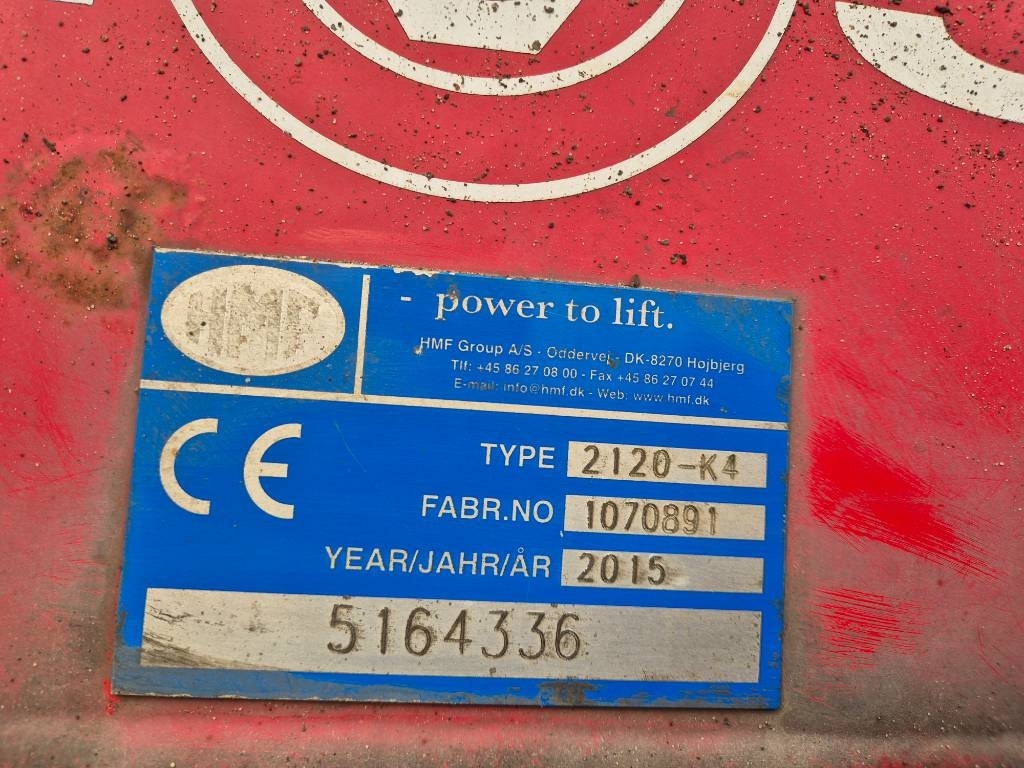 HMF
- power to lift.
HMF Group A/S - Oddervej - DK-8270 Højbjerg
Tlf: +45 86 27 08 00 - Fax +45 86 27 07 44
E-mail: info@hmf.dk - Web: www.hmf.dk
CE
TYPE 2120-K4
FABR.NO 1070891
YEAR/JAHR/ÅR 2015
5164336